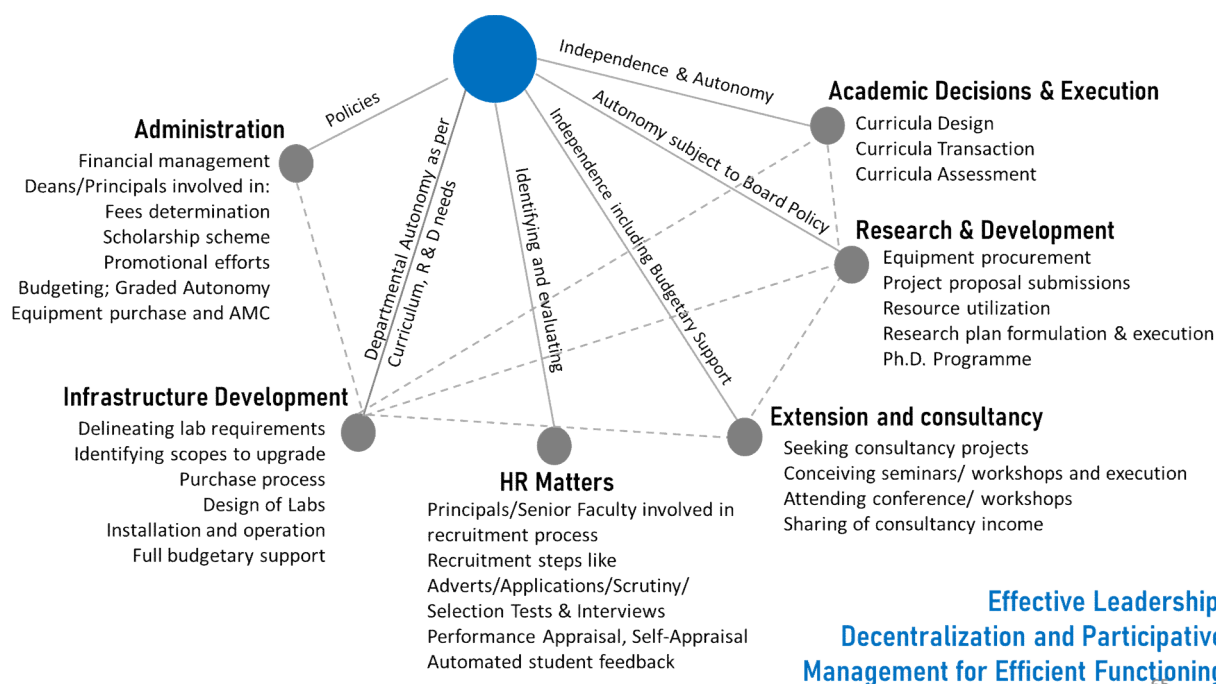 Independence & Autonomy
Policies
Autonomy subject to Board Policy
Independence including Budgetary Support
Departmental Autonomy as per
Curriculum, R & D needs
Identifying and evaluating
Administration
Financial management
Deans/Principals involved in:
Fees determination
Scholarship scheme
Promotional efforts
Budgeting; Graded Autonomy
Equipment purchase and AMC
Academic Decisions & Execution
Curricula Design
Curricula Transaction
Curricula Assessment
Research & Development
Equipment procurement
Project proposal submissions
Resource utilization
Research plan formulation & execution
Ph.D. Programme
Infrastructure Development
Delineating lab requirements
Identifying scopes to upgrade
Purchase process
Design of Labs
Installation and operation
Full budgetary support
HR Matters
Principals/Senior Faculty involved in
recruitment process
Recruitment steps like
Adverts/Applications/Scrutiny/
Selection Tests & Interviews
Performance Appraisal, Self-Appraisal
Automated student feedback
Extension and consultancy
Seeking consultancy projects
Conceiving seminars/ workshops and execution
Attending conference/ workshops
Sharing of consultancy income
Effective Leadership
Decentralization and Participative
Management for Efficient Functioning